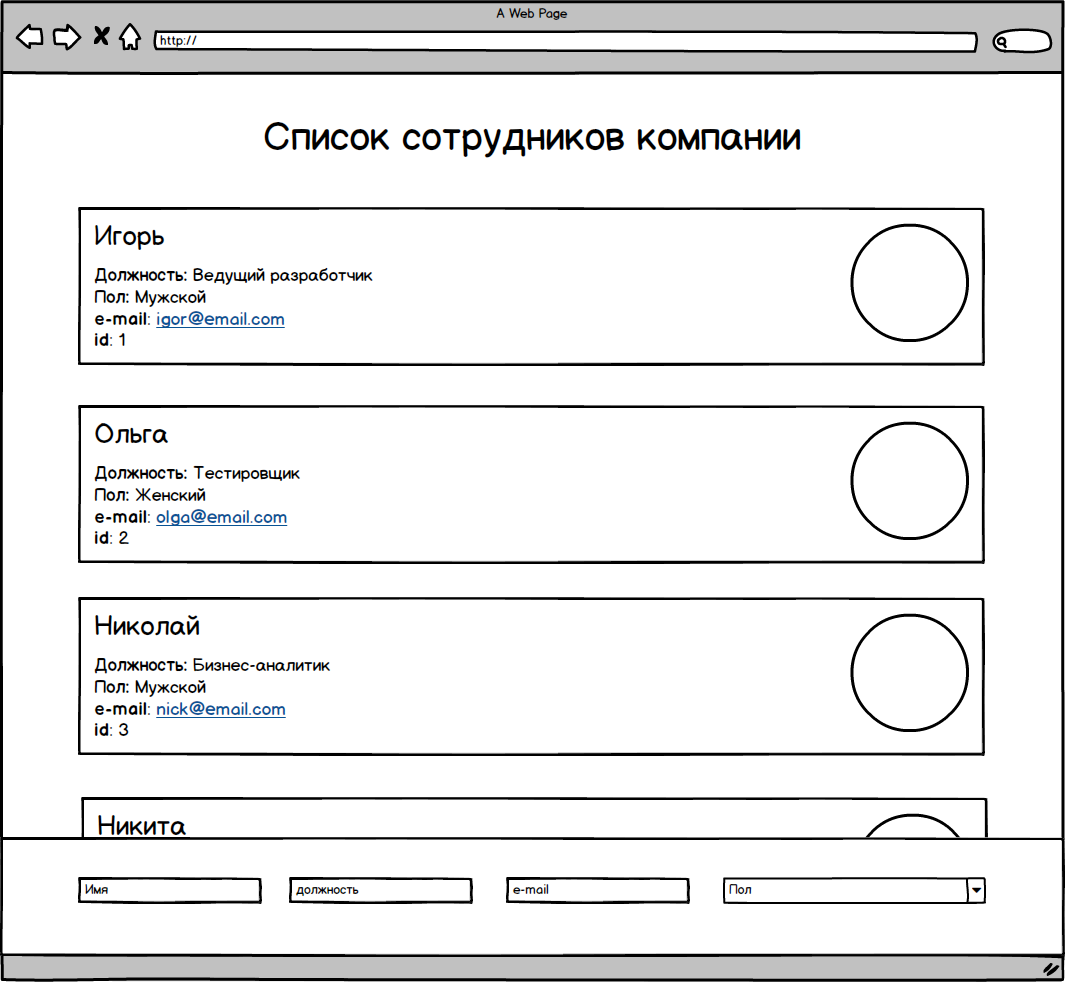 A Web Page
http://
Список сотрудников компании
Игорь
Должность: Ведущий разработчик
Пол: Мужской
e-mail: igor@email.com
id: 1
Ольга
Должность: Тестировщик
Пол: Женский
e-mail: olga@email.com
id: 2
Николай
Должность: Бизнес-аналитик
Пол: Мужской
e-mail: nick@email.com
id: 3
Никита
Имя
должность
e-mail
Пол